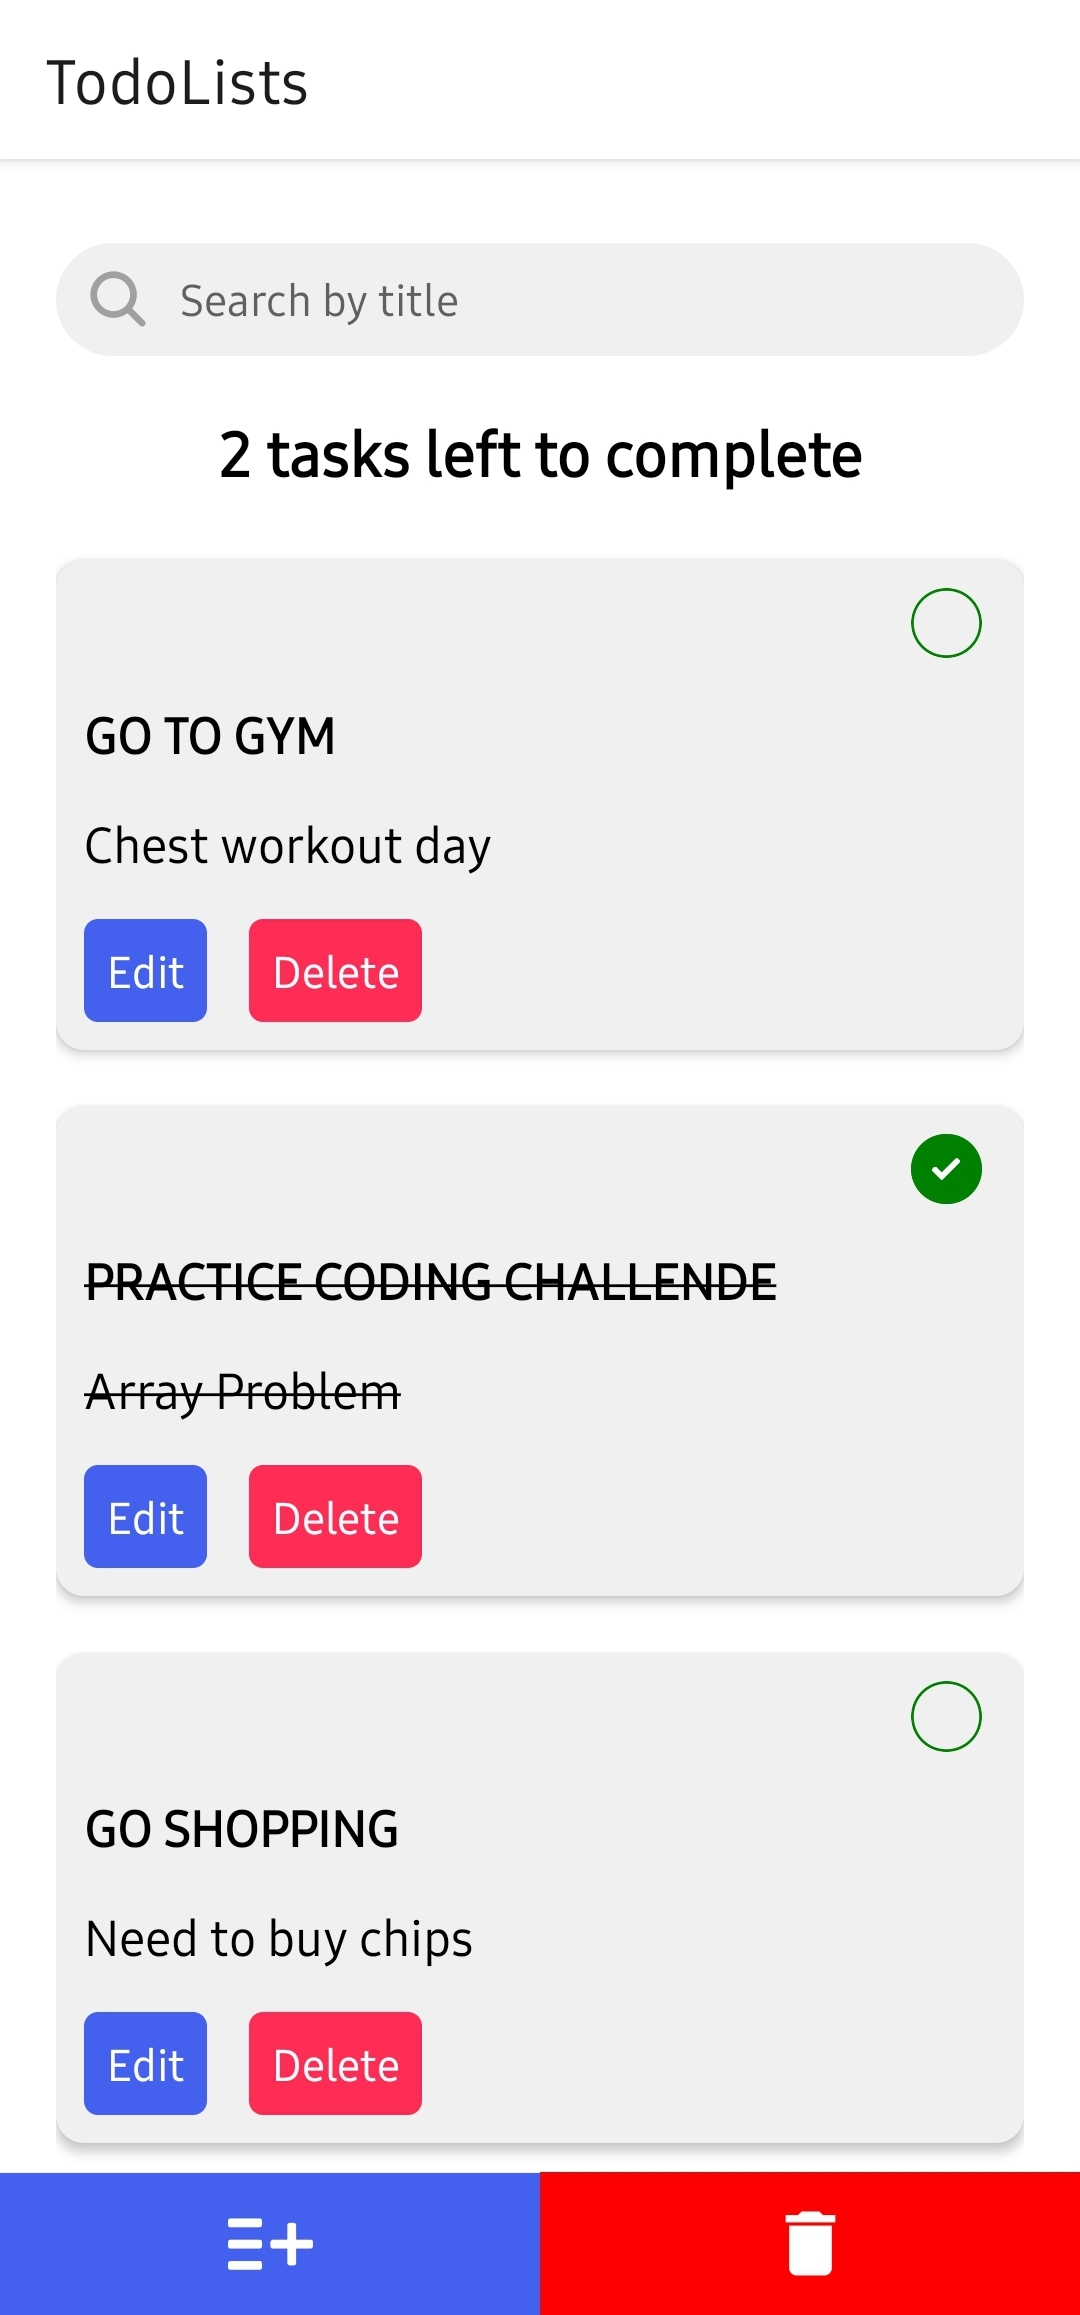 TodoLists
Search by title
2 tasks left to complete
GO TO GYM
Chest workout day
Edit Delete
PRACTICE CODING CHALLENDE
Array Problem
Edit Delete
GO SHOPPING
Need to buy chips
Edit Delete